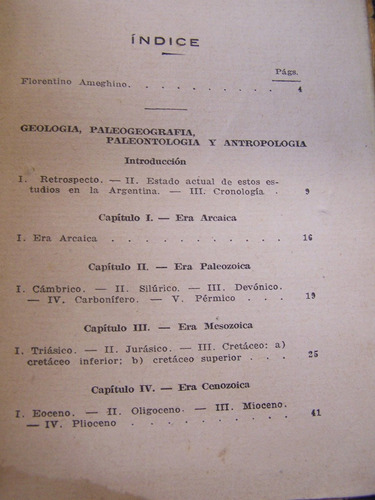 ÍNDICE
Págs.
Florentino Ameghino. . . . . . . . . . 4
GEOLOGIA, PALEOGEOGRAFIA,
PALEONTOLOGIA Y ANTROPOLOGIA
Introducción
I. Retrospecto. — II. Estado actual de estos es-
tudios en la Argentina. — III. Cronología . 9
Capítulo I. — Era Arcaica
I. Era Arcaica . . . . . . . . . . . 16
Capítulo II. — Era Paleozoica
I. Cámbrico. — II. Silúrico. — III. Devónico.
— IV. Carbonífero. — V. Pérmico . . . 19
Capítulo III. — Era Mesozoica
I. Triásico. — II. Jurásico. — III. Cretáceo: a)
cretáceo inferior; b) cretáceo superior . . . 25
Capítulo IV. — Era Cenozoica
I. Eoceno. — II. Oligoceno. — III. Mioceno.
— IV. Plioceno . . . . . . . . . . 41